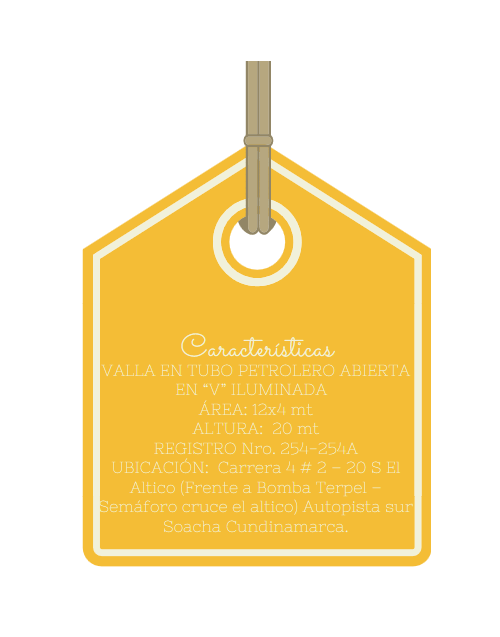 Características
VALLA EN TUBO PETROLERO ABIERTA
EN “V” ILUMINADA
ÁREA: 12x4 mt
ALTURA:  20 mt
REGISTRO Nro. 254-254A
UBICACIÓN:  Carrera 4 # 2 – 20 S El
Altico (Frente a Bomba Terpel –
Semáforo cruce el altico) Autopista sur
Soacha Cundinamarca.